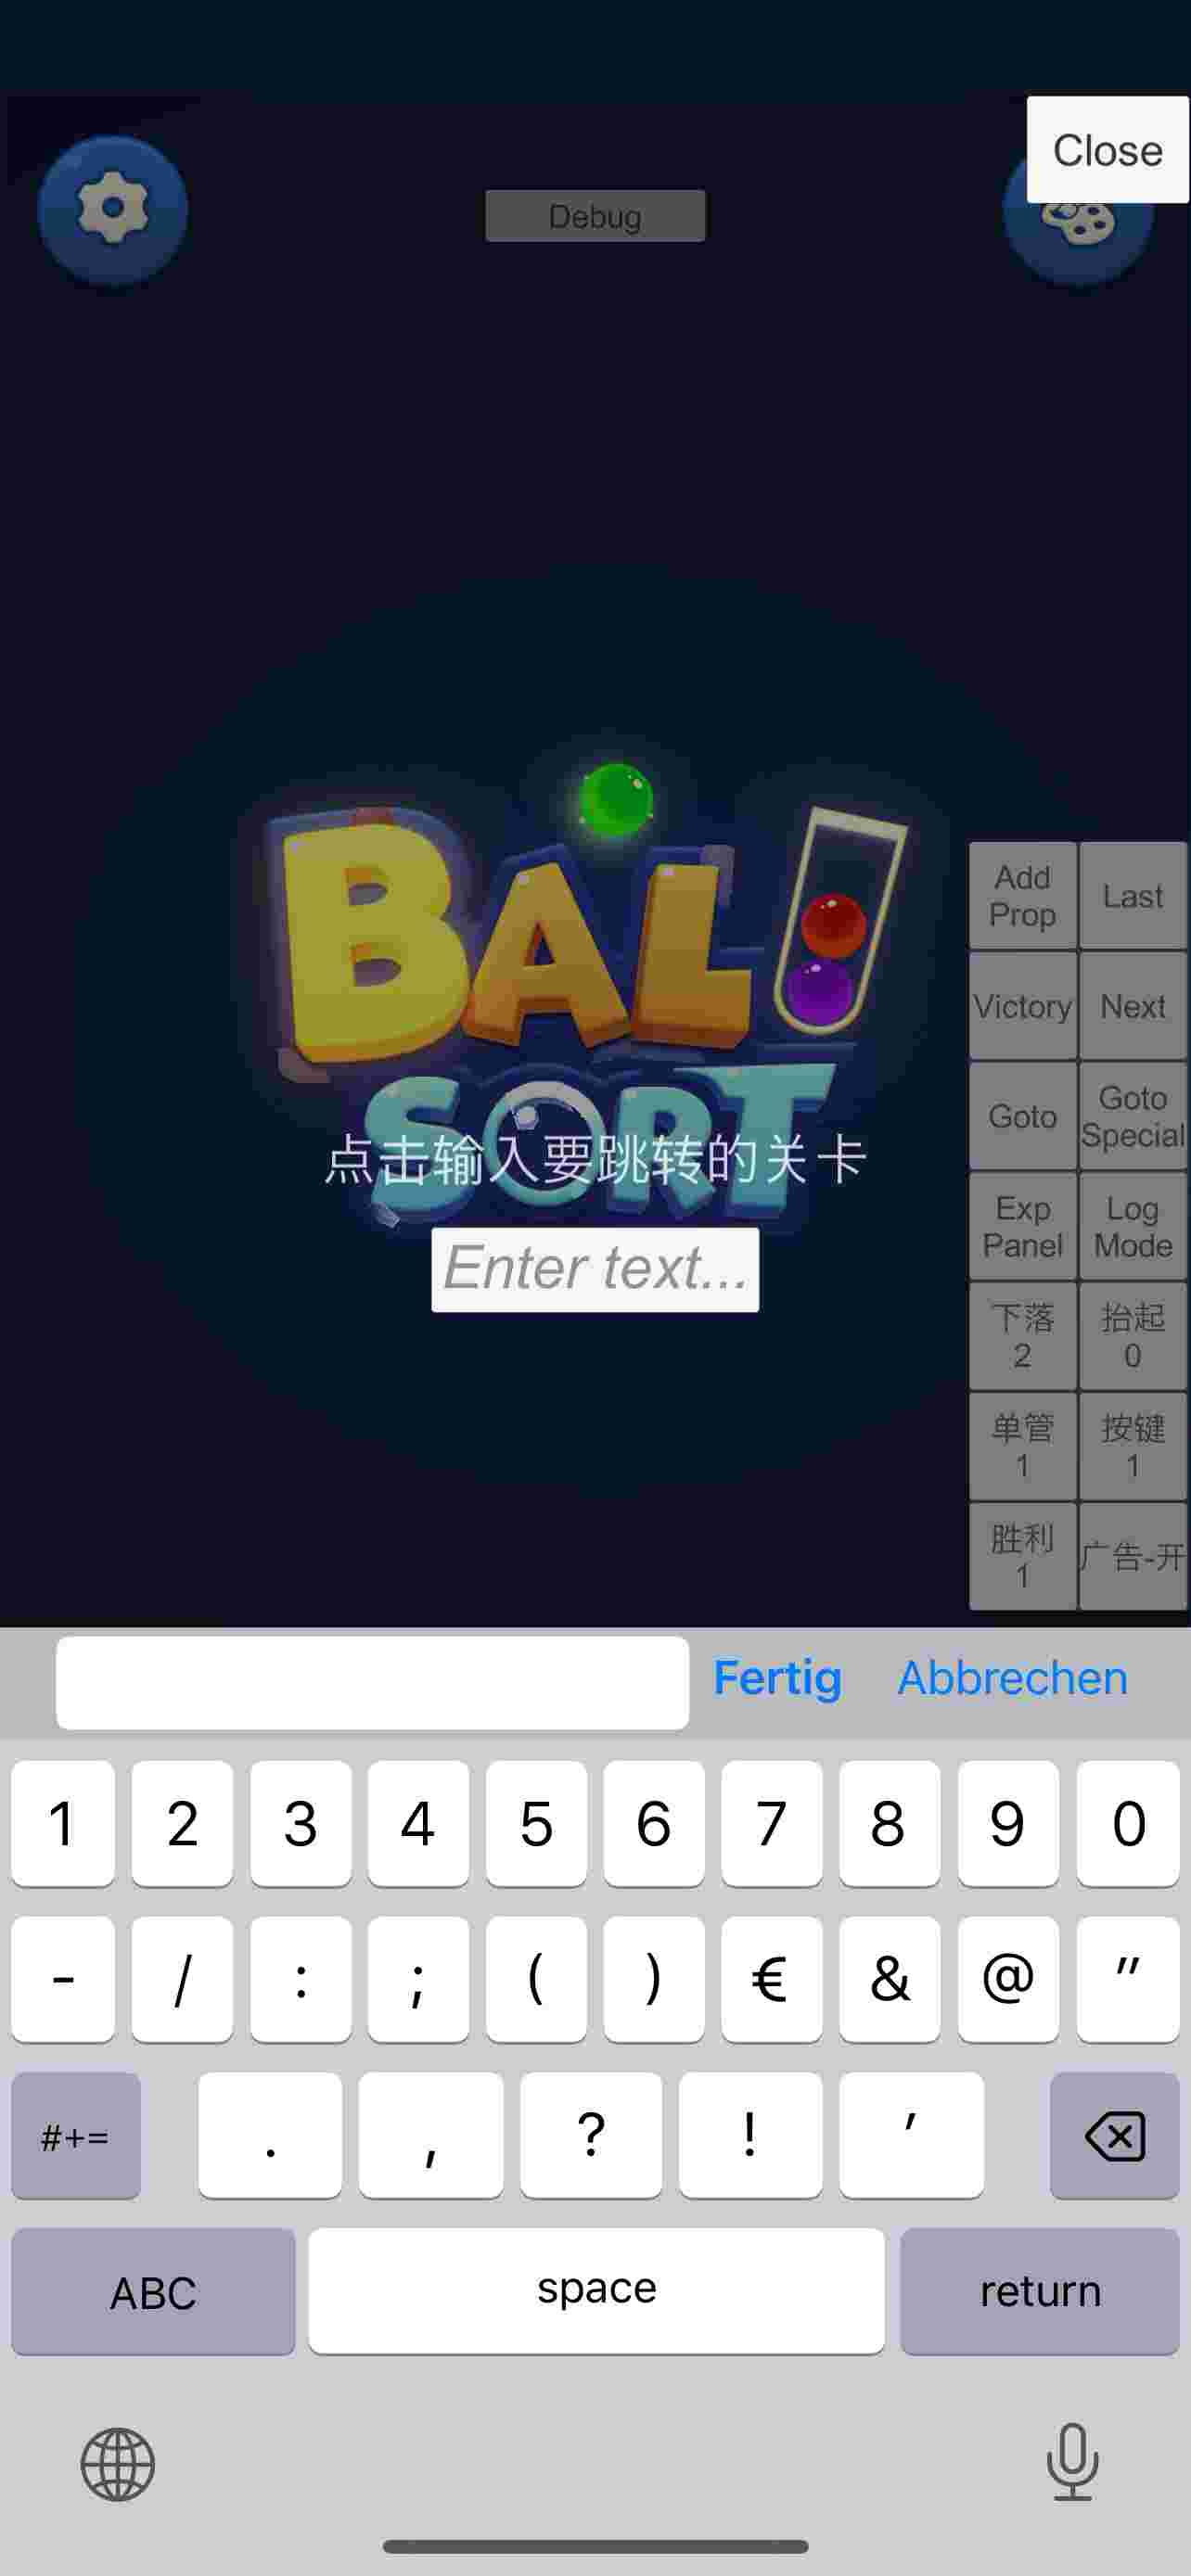 Close
Debug
BALL
SORT
点击输入要跳转的关卡
Enter text...
Add
Prop
Last
Victory
Next
Goto
Goto
Special
Exp
Panel
Log
Mode
下落
2
抬起
0
单管
1
按键
1
胜利
1
广告-开
Fertig
Abbrechen
1 2 3 4 5 6 7 8 9 0
- / : ; ( ) € & @ "
#+= . , ? ! '
ABC space return